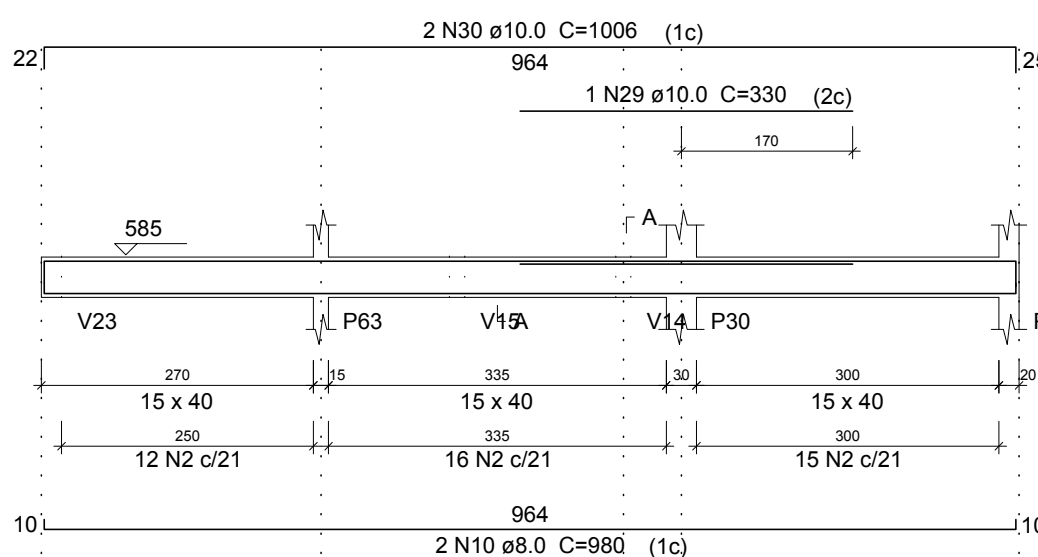 2 N30 ø10.0 C=1006 (1c)
22
964
25
1 N29 ø10.0 C=330 (2c)
170
A
585
V23
P63
V15
A
V14
P30
P
270
15
335
30
300
20
15 x 40
15 x 40
15 x 40
250
335
300
12 N2 c/21
16 N2 c/21
15 N2 c/21
10
964
10
2 N10 ø8.0 C=980 (1c)